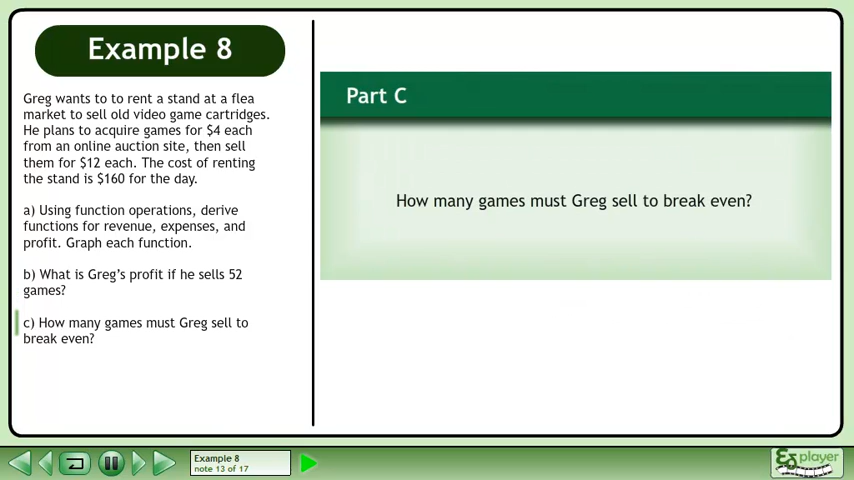 Example 8
Greg wants to to rent a stand at a flea
market to sell old video game cartridges.
He plans to acquire games for $4 each
from an online auction site, then sell
them for $12 each. The cost of renting
the stand is $160 for the day.
a) Using function operations, derive
functions for revenue, expenses, and
profit. Graph each function.
b) What is Greg's profit if he sells 52
games?
c) How many games must Greg sell to
break even?
Part C
How many games must Greg sell to break even?
Example 8
note 13 of 17
player